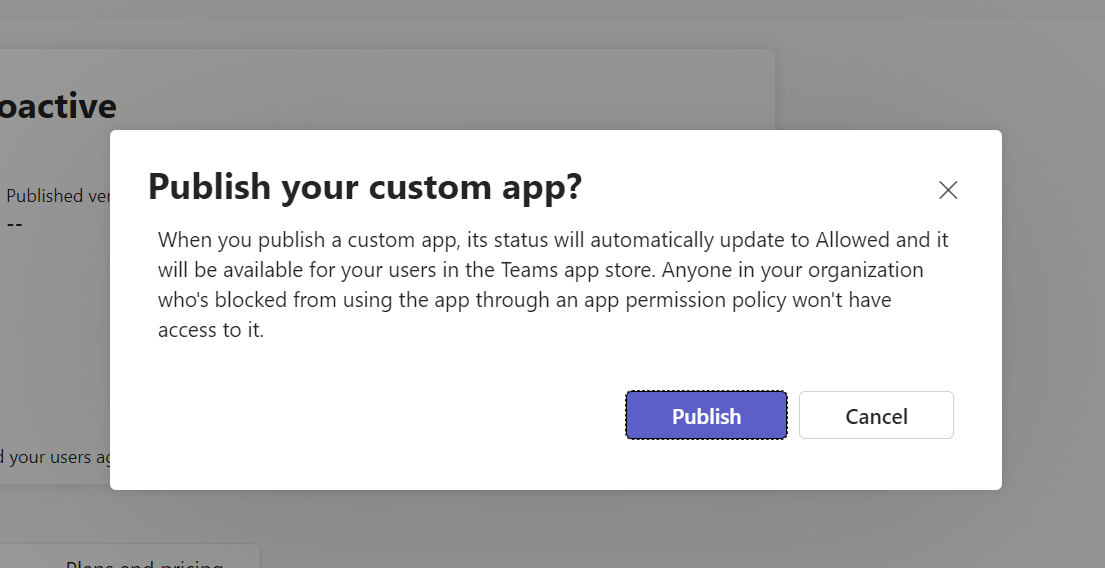 oactive
Publish your custom app?
Published ver
--
When you publish a custom app, its status will automatically update to Allowed and it
will be available for your users in the Teams app store. Anyone in your organization
who's blocked from using the app through an app permission policy won't have
access to it.
Publish
Cancel
d your users ag
Plans and pricing